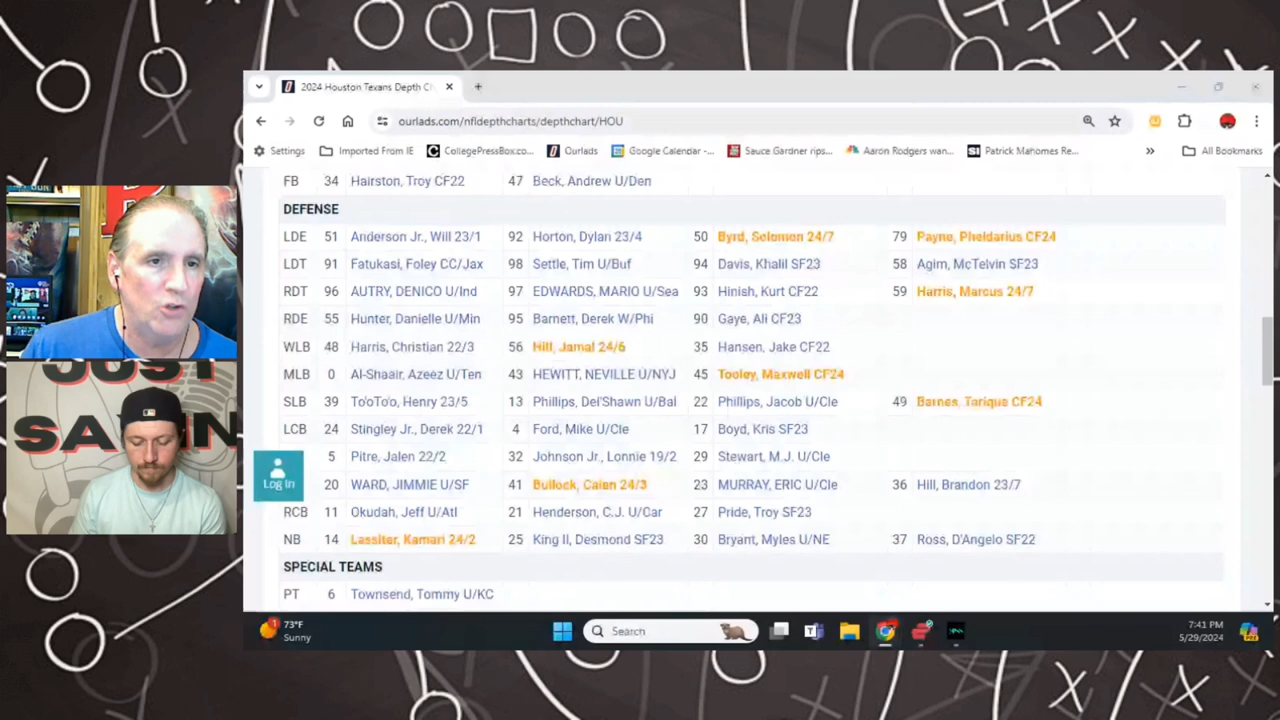 2024 Houston Texans Depth C
ourlads.com/nfldepthcharts/depthchart/HOU
Settings Imported From IE CollegePressBox.co... Ourlads Google Calendar -... Sauce Gardner rips... Aaron Rodgers wan... Patrick Mahomes Re... » All Bookmarks
FB 34 Hairston, Troy CF22 47 Beck, Andrew U/Den
DEFENSE
LDE 51 Anderson Jr., Will 23/1 92 Horton, Dylan 23/4 50 Byrd, Solomon 24/7 79 Payne, Pheldarius CF24
LDT 91 Fatukasi, Foley CC/Jax 98 Settle, Tim U/Buf 94 Davis, Khalil SF23 58 Agim, McTelvin SF23
RDT 96 AUTRY, DENICO U/Ind 97 EDWARDS, MARIO U/Sea 93 Hinish, Kurt CF22 59 Harris, Marcus 24/7
RDE 55 Hunter, Danielle U/Min 95 Barnett, Derek W/Phi 90 Gaye, Ali CF23
WLB 48 Harris, Christian 22/3 56 Hill, Jamal 24/6 35 Hansen, Jake CF22
MLB 0 Al-Shaair, Azeez U/Ten 43 HEWITT, NEVILLE U/NYJ 45 Tooley, Maxwell CF24
SLB 39 To'oTo'o, Henry 23/5 13 Phillips, Del'Shawn U/Bal 22 Phillips, Jacob U/Cle 49 Barnes, Tarique CF24
LCB 24 Stingley Jr., Derek 22/1 4 Ford, Mike U/Cle 17 Boyd, Kris SF23
5 Pitre, Jalen 22/2 32 Johnson Jr., Lonnie 19/2 29 Stewart, M.J. U/Cle
Log In
20 WARD, JIMMIE U/SF 41 Bullock, Calen 24/3 23 MURRAY, ERIC U/Cle 36 Hill, Brandon 23/7
RCB 11 Okudah, Jeff U/Atl 21 Henderson, C.J. U/Car 27 Pride, Troy SF23
NB 14 Lassiter, Kamari 24/2 25 King II, Desmond SF23 30 Bryant, Myles U/NE 37 Ross, D'Angelo SF22
SPECIAL TEAMS
PT 6 Townsend, Tommy U/KC
1 73°F
Sunny
Search
7:41 PM
5/29/2024
JUST